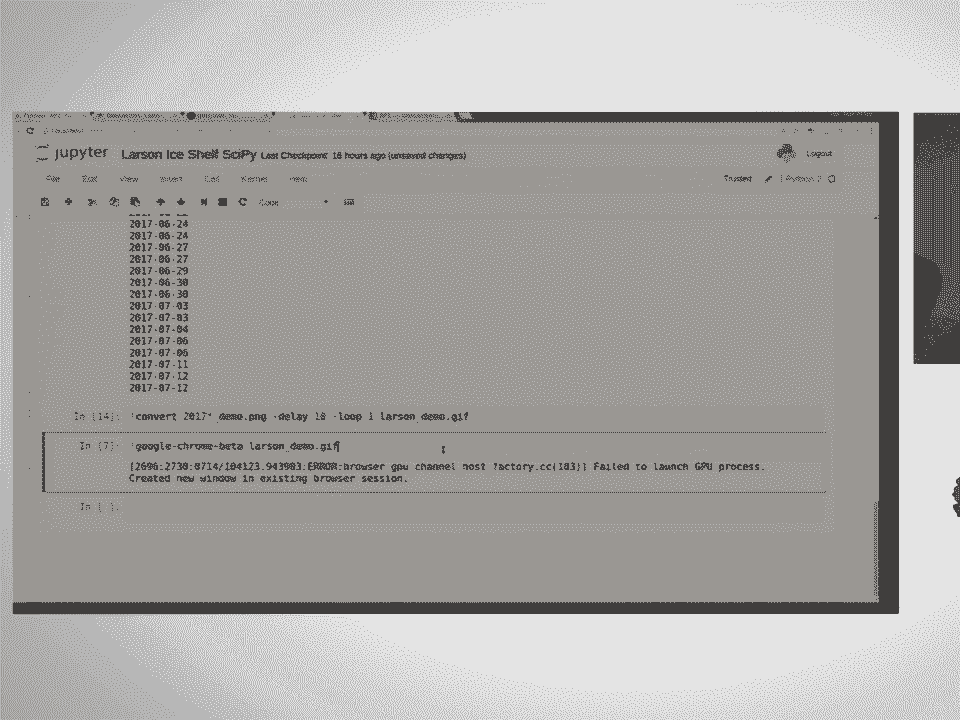 jupyter Larson Ice Shelf SciPy Last Checkpoint 16 hours ago (unsaved changes)
Logout
File Edit View Insert Cell Kernel Help
Trusted Python 2
Code
2017-06-24
2017-06-24
2017-06-27
2017-06-27
2017-06-29
2017-06-30
2017-06-30
2017-07-03
2017-07-03
2017-07-04
2017-07-06
2017-07-06
2017-07-11
2017-07-12
2017-07-12
In [14]: !convert 2017*_demo.png -delay 10 -loop 1 larson_demo.gif
In [7]: !google-chrome-beta larson_demo.gif
[2696:2730:0714/104123.943903:ERROR:browser_gpu_channel_host_factory.cc(103)] Failed to launch GPU process.
Created new window in existing browser session.
In [ ]: